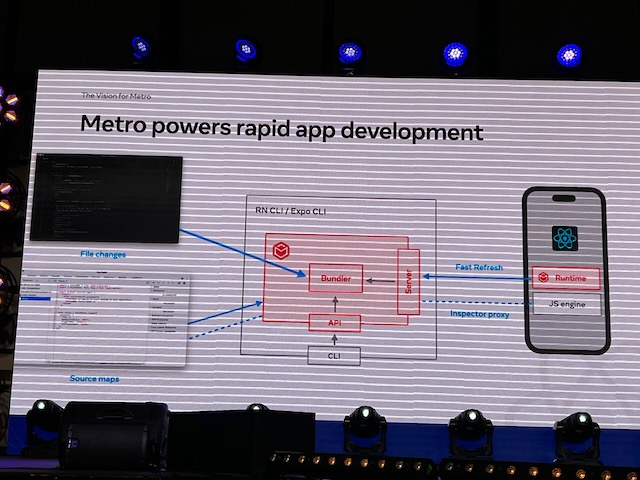 The Vision for Metro
Metro powers rapid app development
File changes
Source maps
RN CLI / Expo CLI
Bundler
Server
API
CLI
Fast Refresh
Inspector proxy
Runtime
JS engine